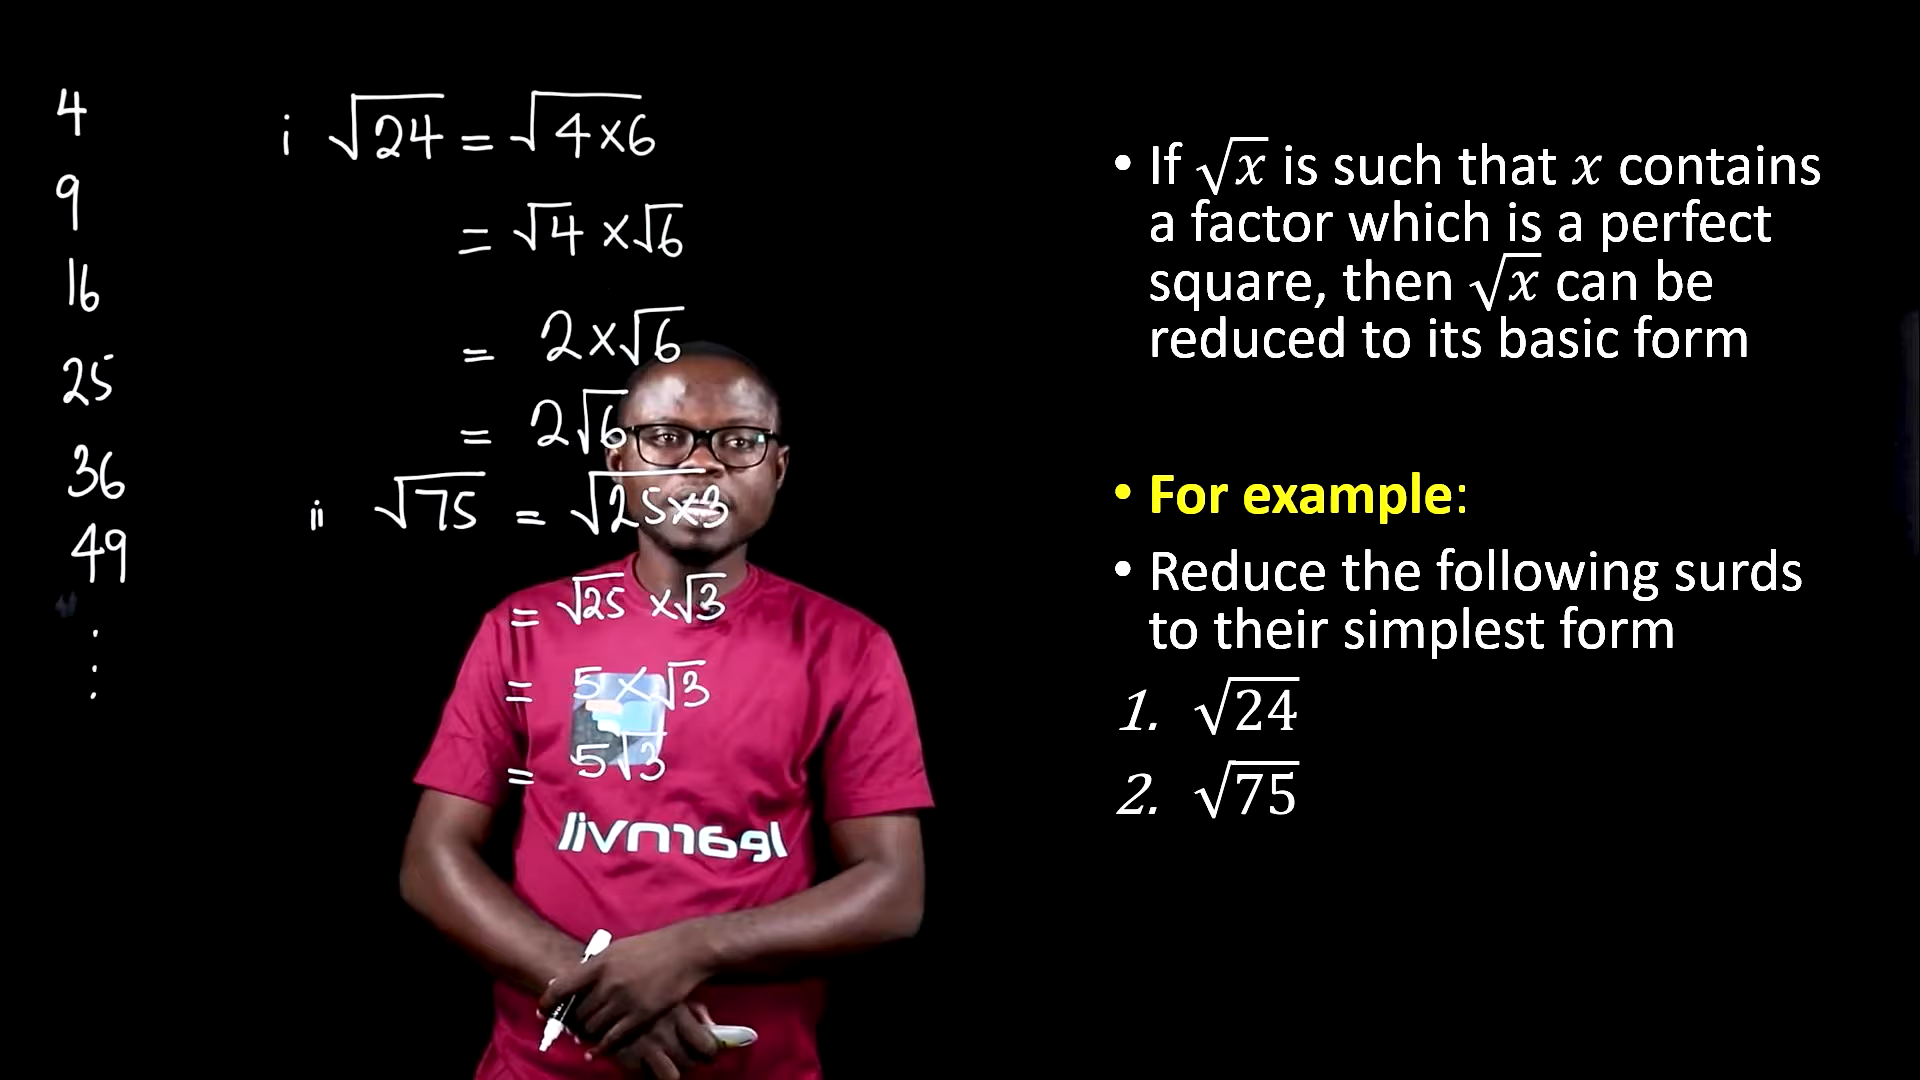 4
9
16
25
36
49
i √24 = √4×6
= √4 ×√6
= 2×√6
= 2√6
ii √75 = √25×3
= √25 ×√3
= 5×√3
= 5√3
• If √x is such that x contains
a factor which is a perfect
square, then √x can be
reduced to its basic form
• For example:
• Reduce the following surds
to their simplest form
1. √24
2. √75